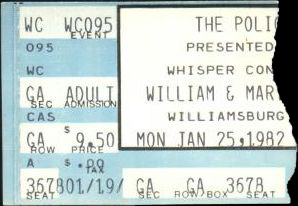 WC WC095 THE POLI
EVENT
095 PRESENTED
WC WHISPER CON
GA ADULT WILLIAM & MAR
SEC ADMISSION
CAS WILLIAMSBURG
GA $ 9.50 MON JAN 25, 1982
ROW PRICE
A $ .00
TAX
367801/19/ GA GA 3678
SEAT SEC ROW/BOX SEAT